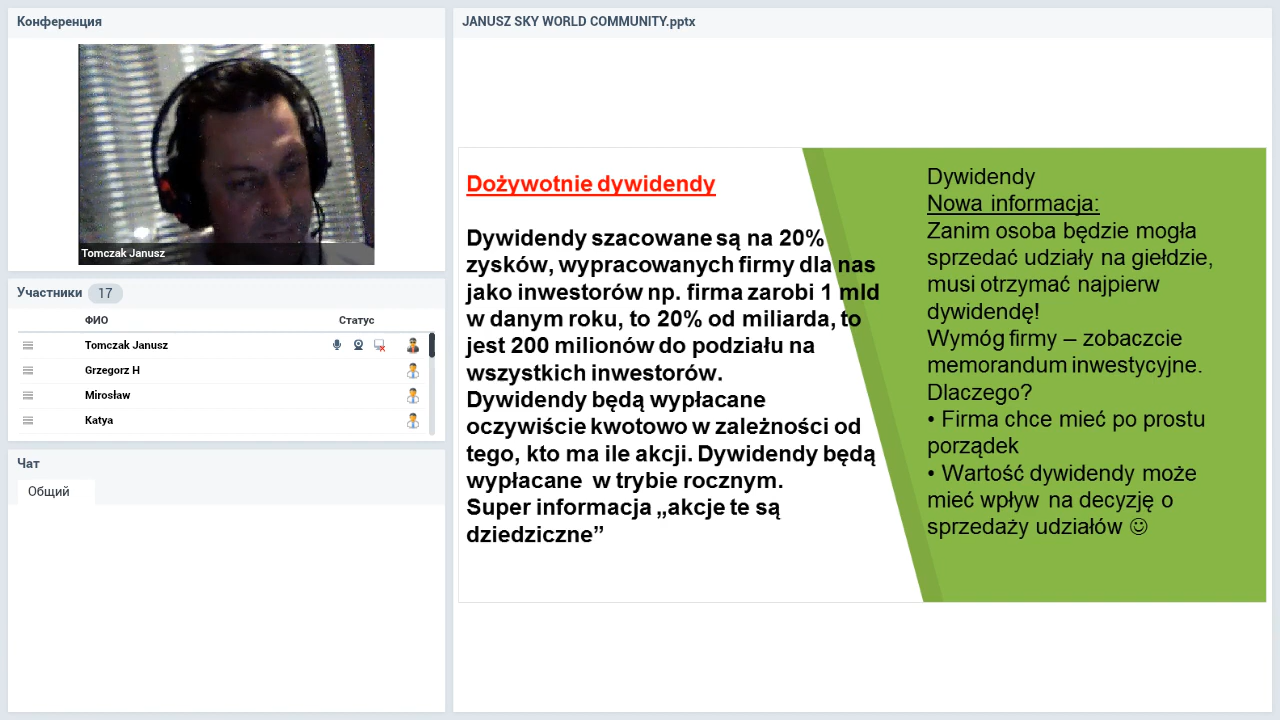 Конференция
Tomczak Janusz
Участники 17
ФИО Статус
Tomczak Janusz
Grzegorz H
Mirosław
Katya
Чат
Общий
JANUSZ SKY WORLD COMMUNITY.pptx
Dożywotnie dywidendy
Dywidendy szacowane są na 20%
zysków, wypracowanych firmy dla nas
jako inwestorów np. firma zarobi 1 mld
w danym roku, to 20% od miliarda, to
jest 200 milionów do podziału na
wszystkich inwestorów.
Dywidendy będą wypłacane
oczywiście kwotowo w zależności od
tego, kto ma ile akcji. Dywidendy będą
wypłacane w trybie rocznym.
Super informacja „akcje te są
dziedziczne”
Dywidendy
Nowa informacja:
Zanim osoba będzie mogła
sprzedać udziały na giełdzie,
musi otrzymać najpierw
dywidendę!
Wymóg firmy – zobaczcie
memorandum inwestycyjne.
Dlaczego?
• Firma chce mieć po prostu
porządek
• Wartość dywidendy może
mieć wpływ na decyzję o
sprzedaży udziałów ☺